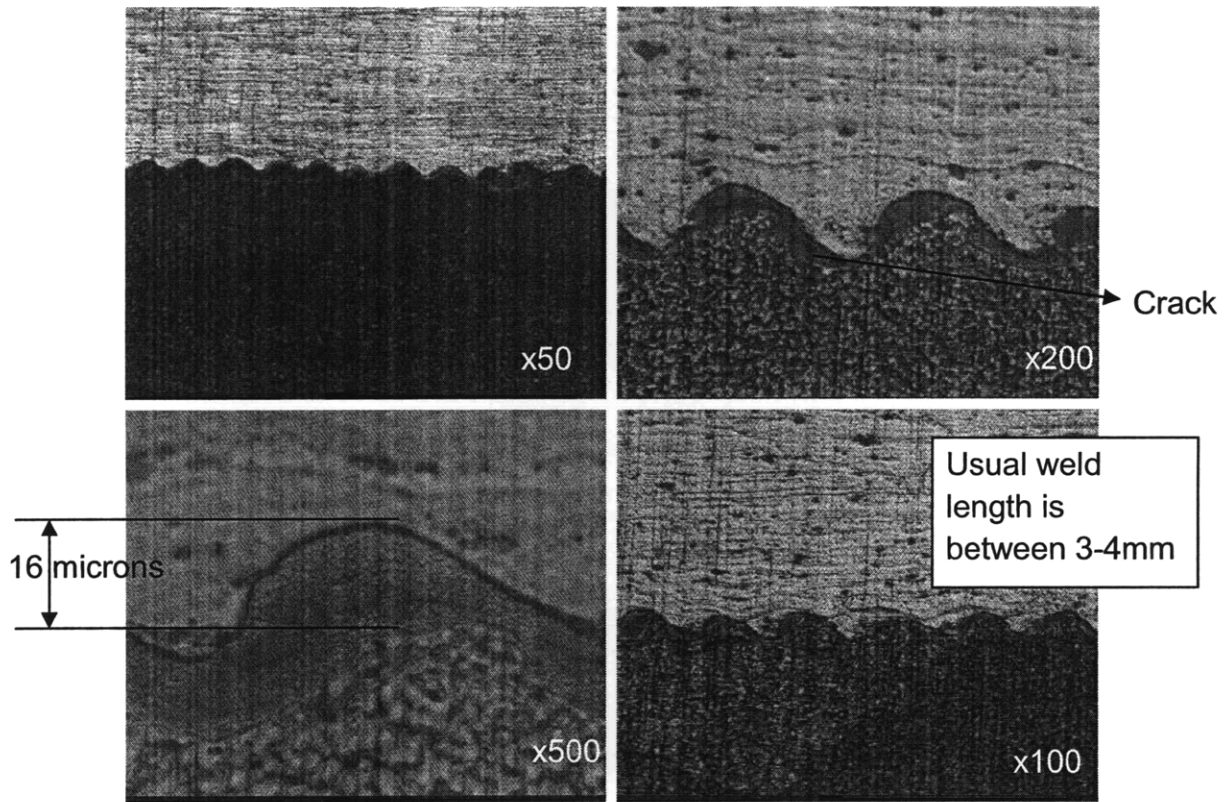 x50
x200
Crack
16 microns
x500
Usual weld
length is
between 3-4mm
x100